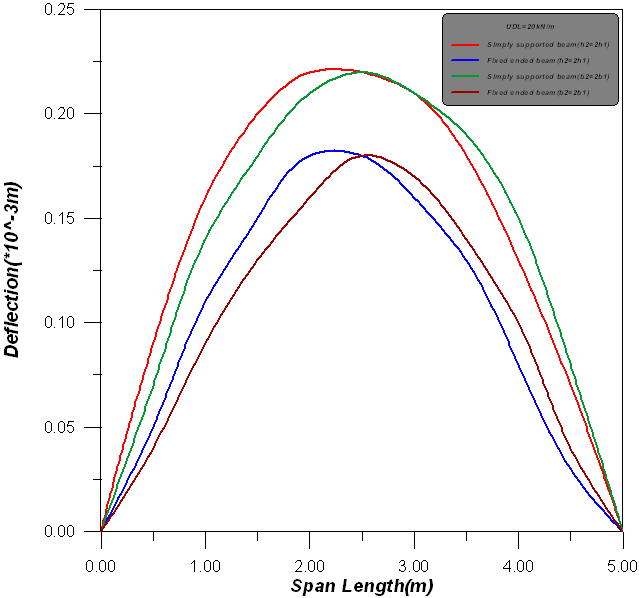 0.25
UDL=20kN/m
Simply supported beam(h2=2h1)
Fixed ended beam(h2=2h1)
Simply supported beam(b2=2b1)
Fixed ended beam(b2=2b1)
0.20
0.15
Deflection(*10^-3m)
0.10
0.05
0.00
0.00 1.00 2.00 3.00 4.00 5.00
Span Length(m)